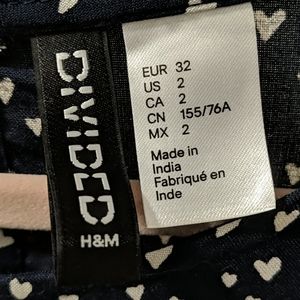 DIVIDED
H&M
EUR 32
US 2
CA 2
CN 155/76A
MX 2
Made in
India
Fabriqué en
Inde